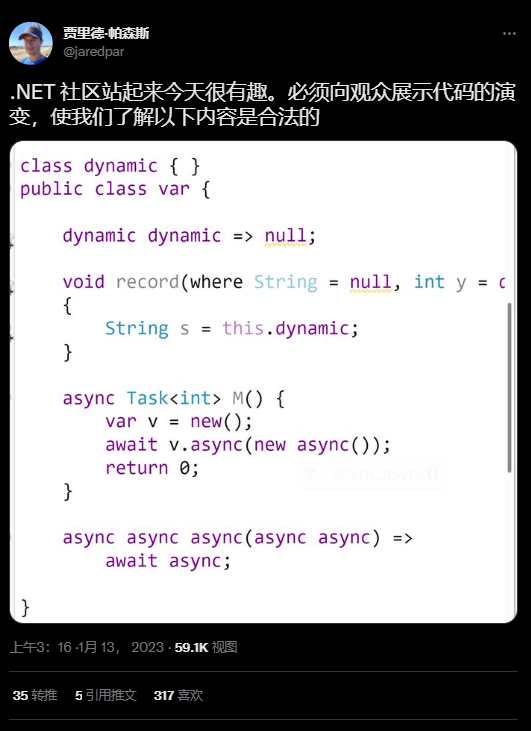 贾里德·帕森斯
@jaredpar
.NET 社区站起来今天很有趣。必须向观众展示代码的演
变，使我们了解以下内容是合法的
class dynamic { }
public class var {
dynamic dynamic => null;
void record(where String = null, int y =
{
String s = this.dynamic;
}
async Task<int> M() {
var v = new();
await v.async(new async());
return 0;
}
async async async(async async) =>
await async;
}
上午3：16 · 1月 13， 2023 · 59.1K 视图
35 转推 5 引用推文 317 喜欢